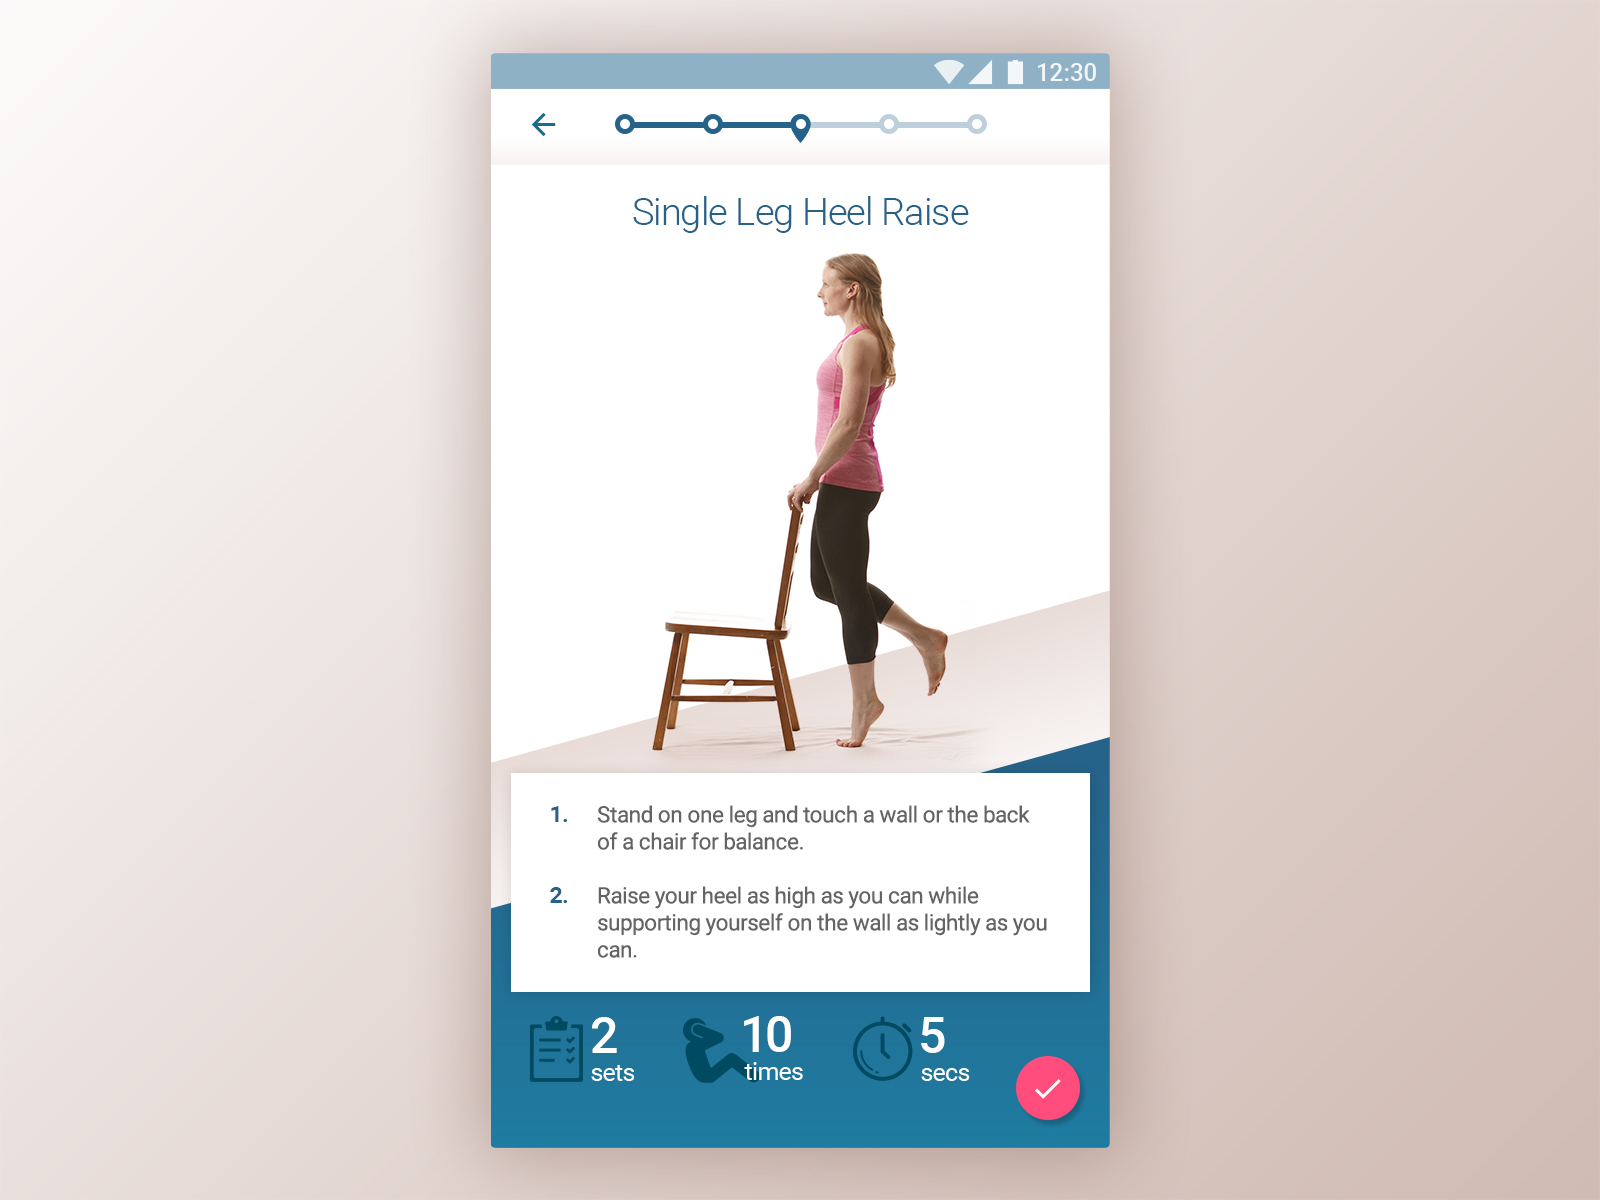 12:30
Single Leg Heel Raise
1. Stand on one leg and touch a wall or the back
of a chair for balance.
2. Raise your heel as high as you can while
supporting yourself on the wall as lightly as you
can.
2 10 5
sets times secs